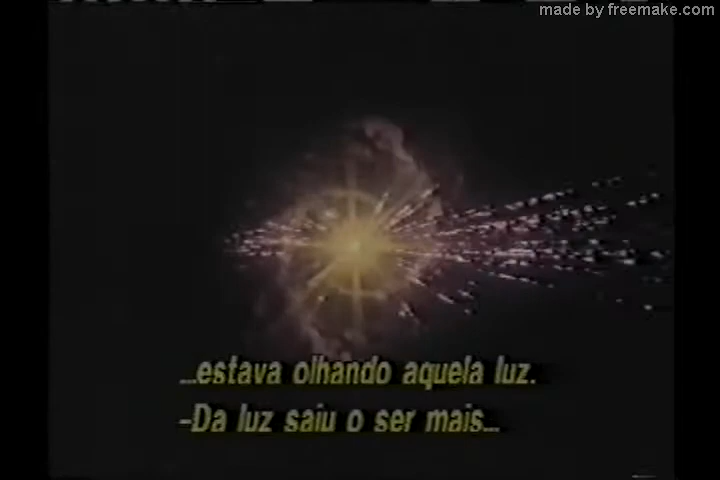 made by freemake.com
...estava olhando aquela luz.
-Da luz saiu o ser mais...